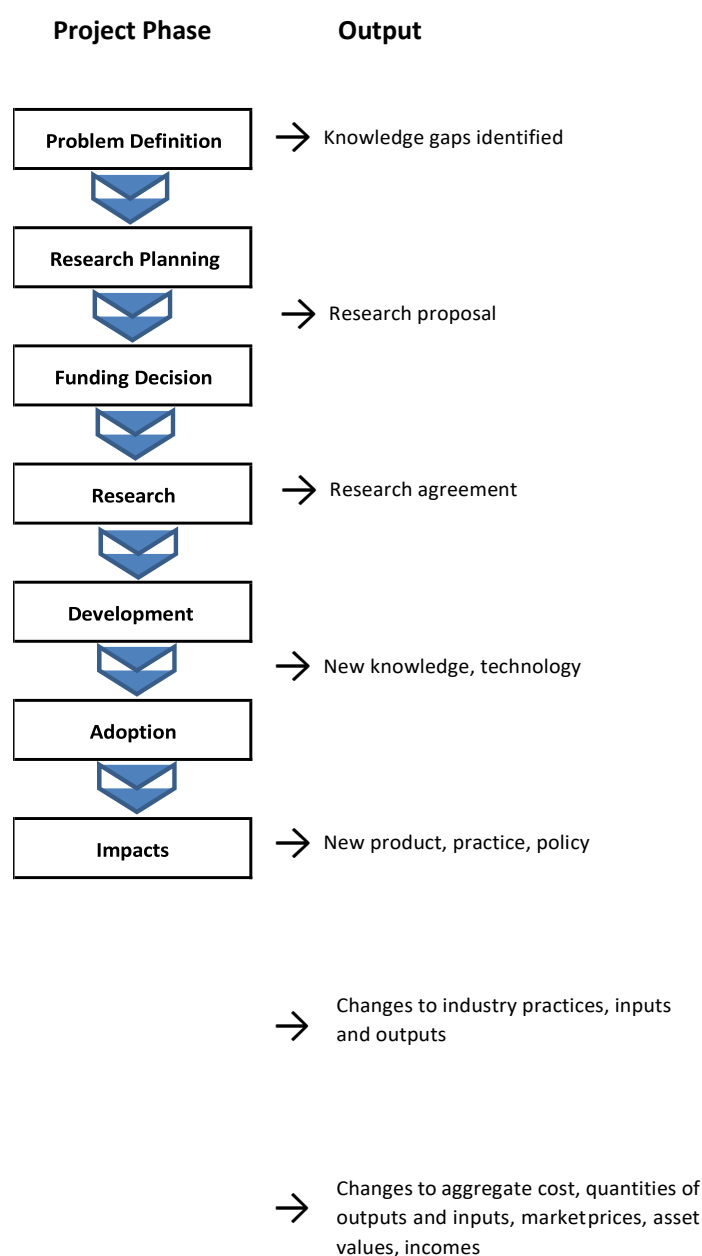 Project Phase Output
Problem Definition → Knowledge gaps identified
Research Planning
→ Research proposal
Funding Decision
Research → Research agreement
Development
→ New knowledge, technology
Adoption
Impacts → New product, practice, policy
→ Changes to industry practices, inputs
and outputs
→ Changes to aggregate cost, quantities of
outputs and inputs, marketprices, asset
values, incomes